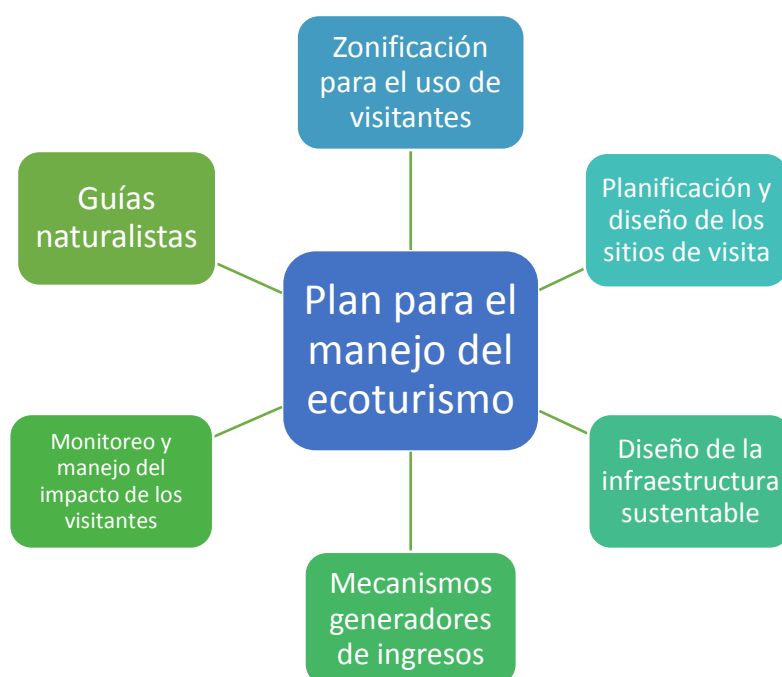 Zonificación
para el uso de
visitantes
Guías
naturalistas
Planificación y
diseño de los
sitios de visita
Plan para el
manejo del
ecoturismo
Monitoreo y
manejo del
impacto de los
visitantes
Diseño de la
infraestructura
sustentable
Mecanismos
generadores
de ingresos